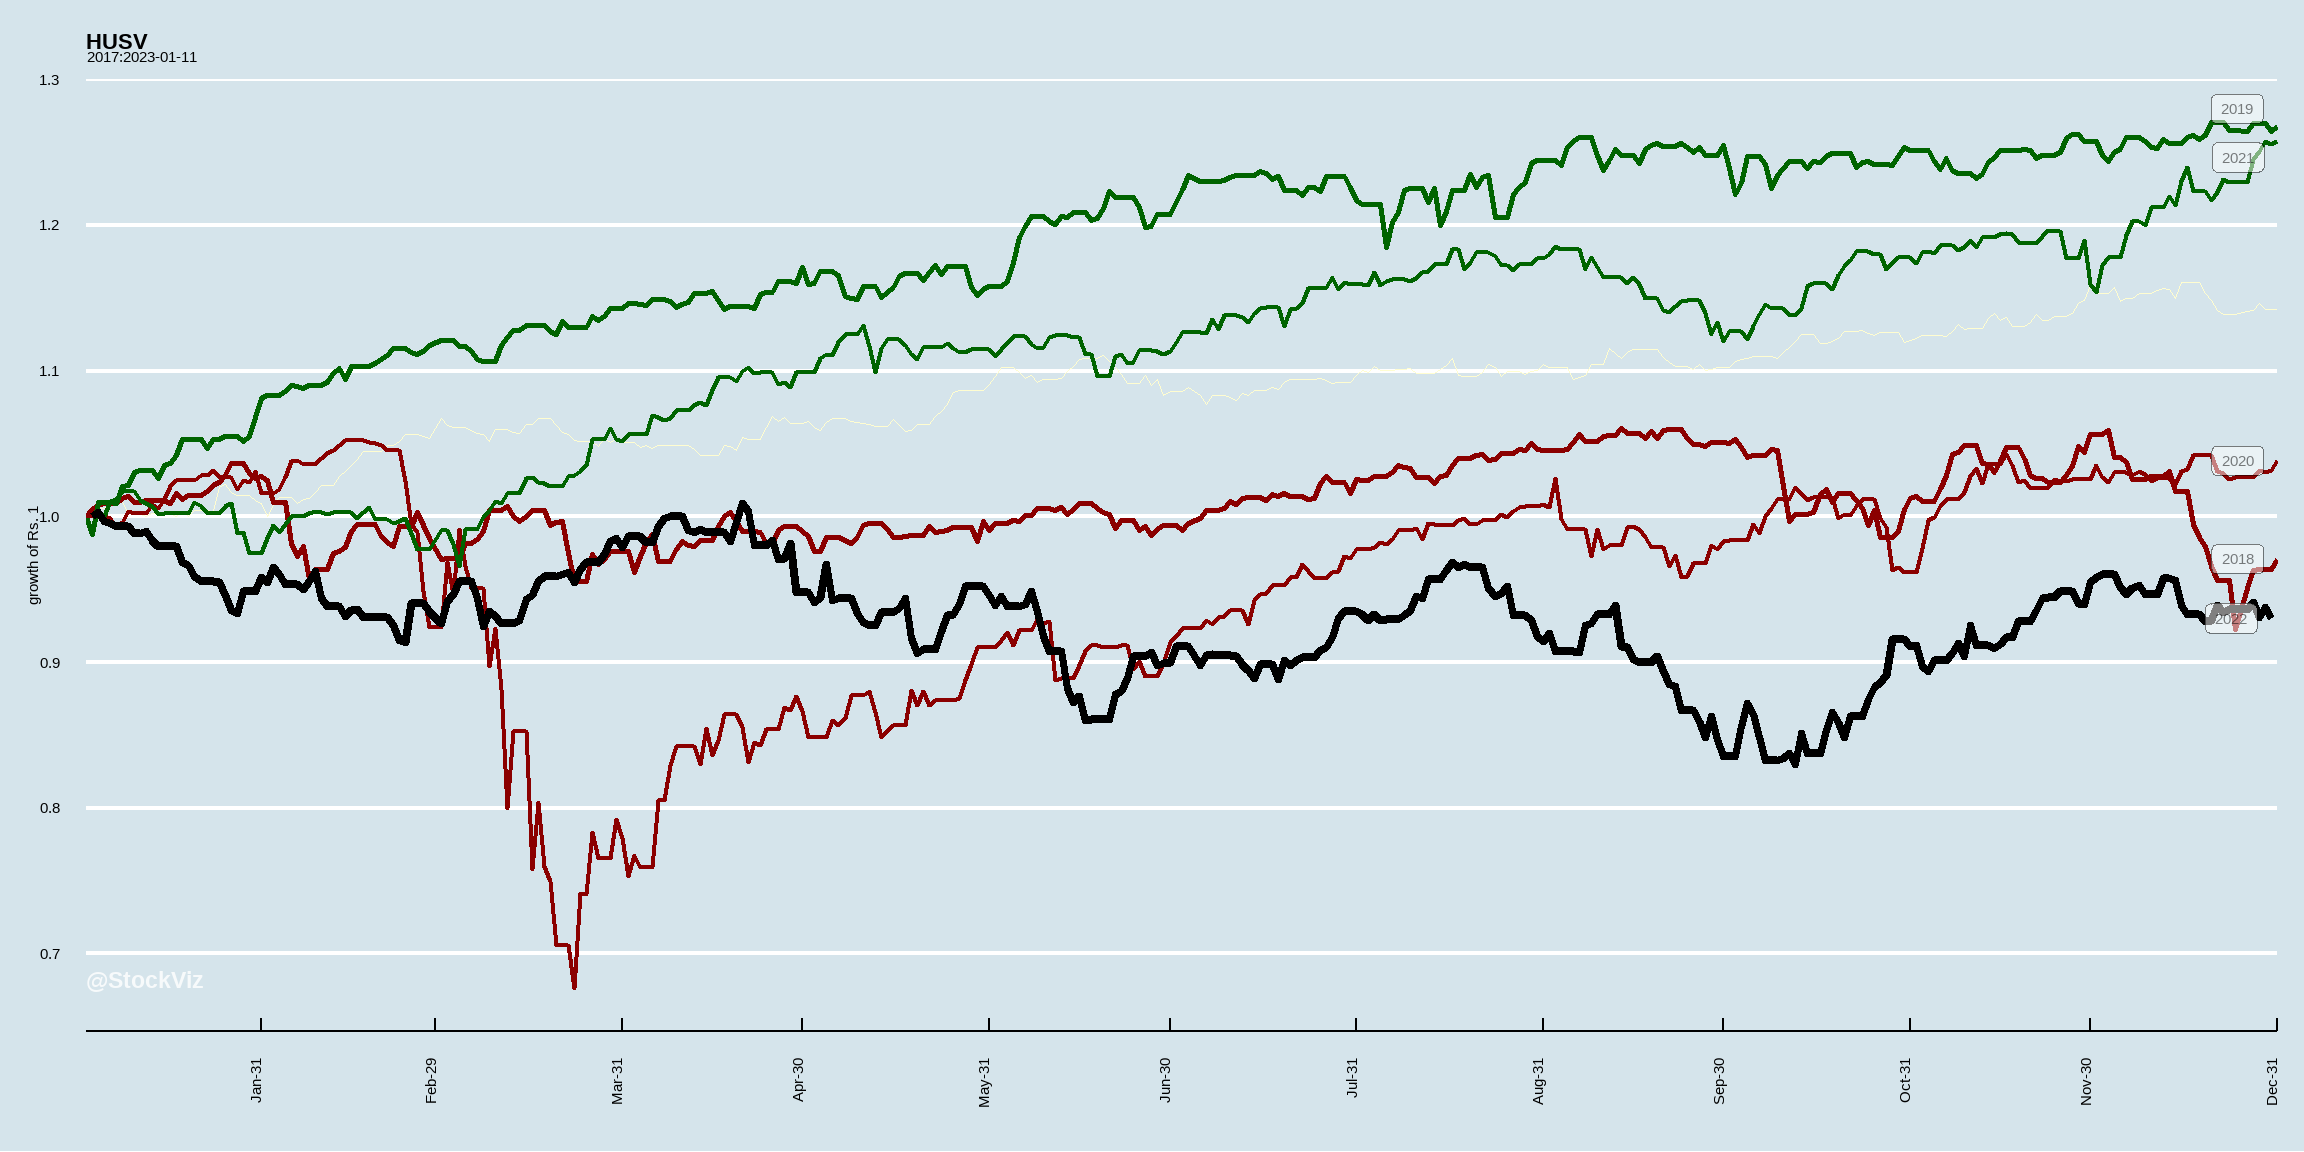 HUSV
2017:2023-01-11
1.3
1.2
1.1
1.0
0.9
0.8
0.7
growth of Rs. 1
2019
2021
2020
2018
2022
@StockViz
Jan-31
Feb-29
Mar-31
Apr-30
May-31
Jun-30
Jul-31
Aug-31
Sep-30
Oct-31
Nov-30
Dec-31